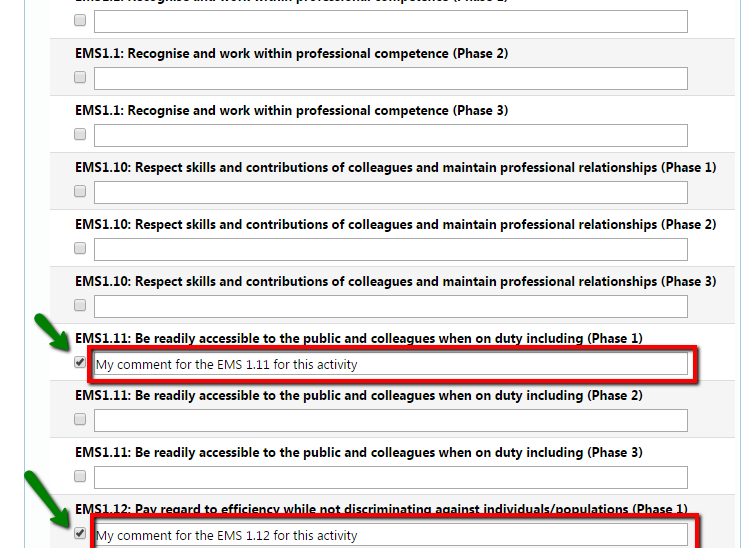 EMS1.1: Recognise and work within professional competence (Phase 2)
EMS1.1: Recognise and work within professional competence (Phase 3)
EMS1.10: Respect skills and contributions of colleagues and maintain professional relationships (Phase 1)
EMS1.10: Respect skills and contributions of colleagues and maintain professional relationships (Phase 2)
EMS1.10: Respect skills and contributions of colleagues and maintain professional relationships (Phase 3)
EMS1.11: Be readily accessible to the public and colleagues when on duty including (Phase 1)
My comment for the EMS 1.11 for this activity
EMS1.11: Be readily accessible to the public and colleagues when on duty including (Phase 2)
EMS1.11: Be readily accessible to the public and colleagues when on duty including (Phase 3)
EMS1.12: Pay regard to efficiency while not discriminating against individuals/populations (Phase 1)
My comment for the EMS 1.12 for this activity